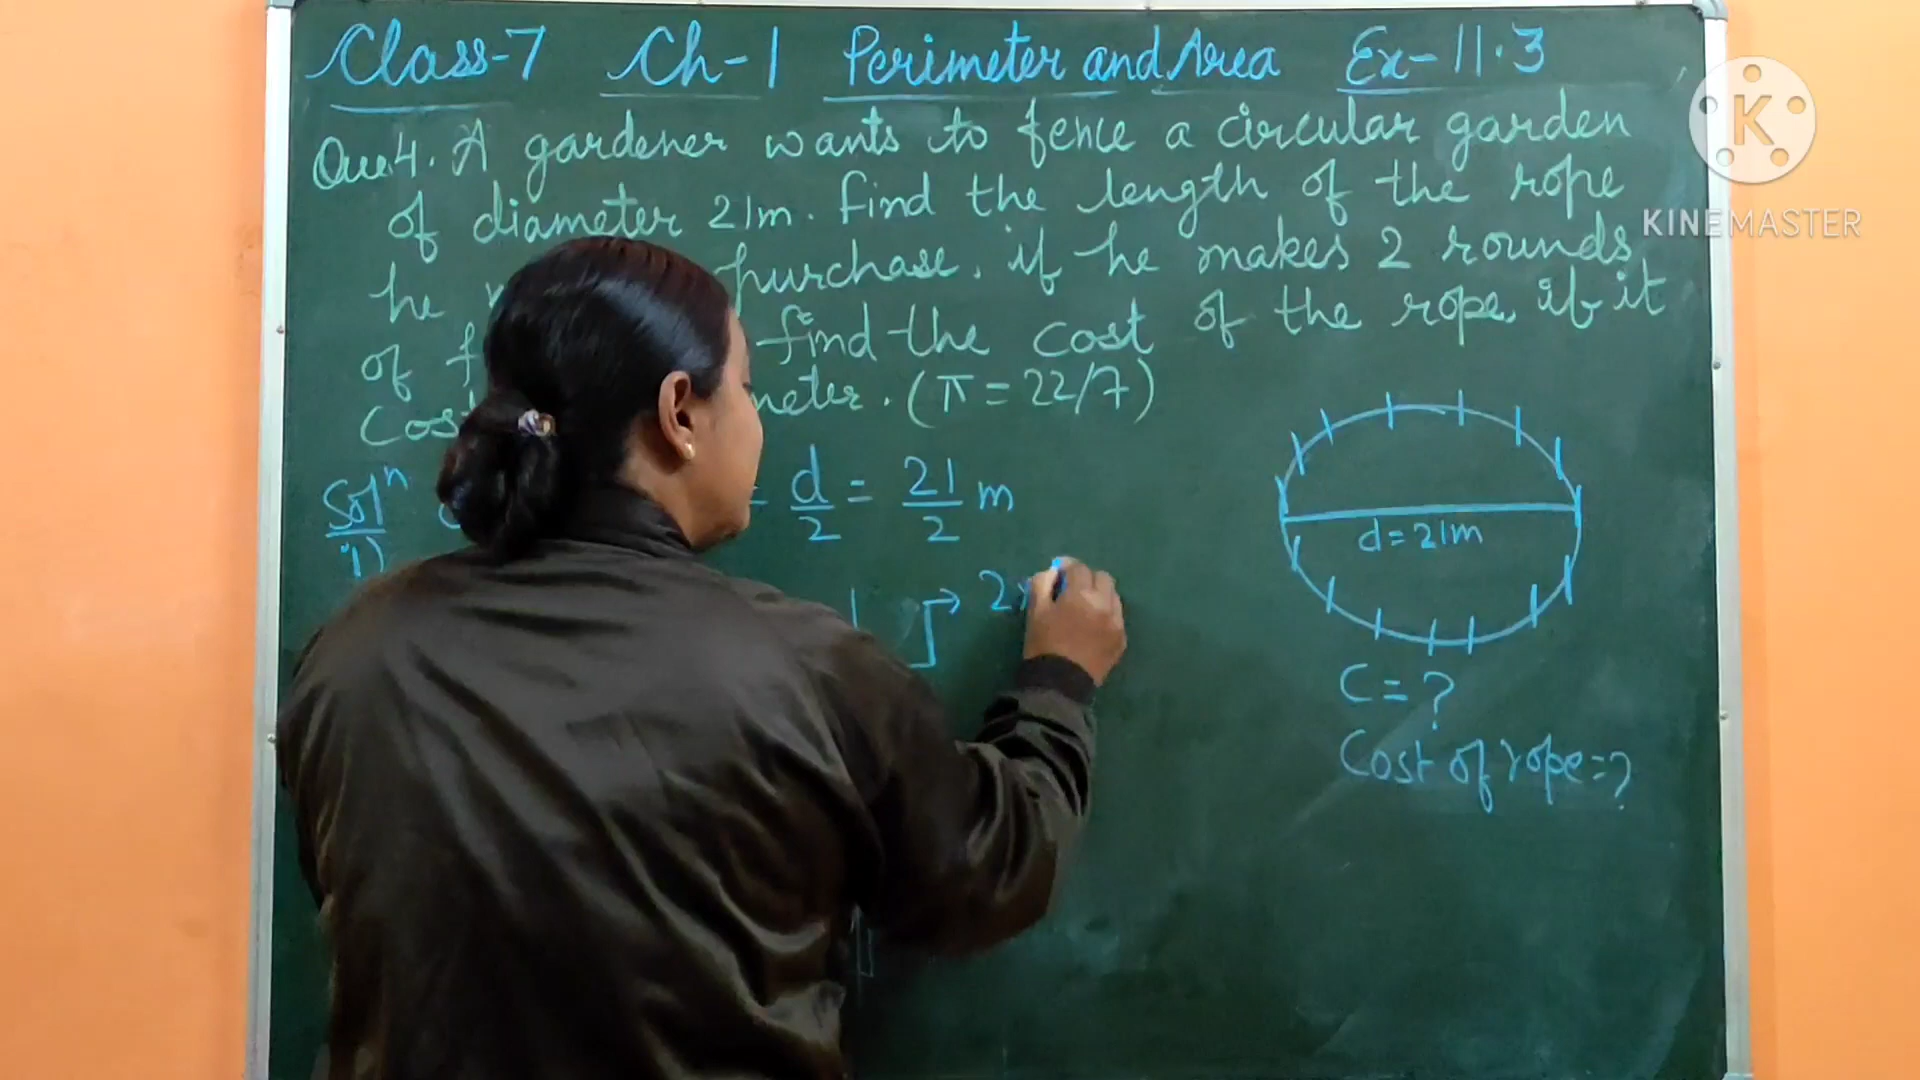 Class-7 Ch-1 Perimeter and Area Ex-11.3
Que4. A gardener wants to fence a circular garden
of diameter 21m. Find the length of the rope
he purchase, if he makes 2 rounds
of find the cost of the rope, if it
meter. (π = 22/7)
Solⁿ = d/2 = 21/2 m
i)
2
d = 21m
C = ?
Cost of rope = ?
K
KINEMASTER